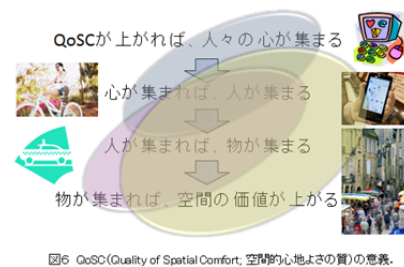 QoSCが上がれば、人々の心が集まる
心が集まれば、人が集まる
人が集まれば、物が集まる
物が集まれば、空間の価値が上がる
図6 QoSC(Quality of Spatial Comfort; 空間的心地よさの質)の意義.